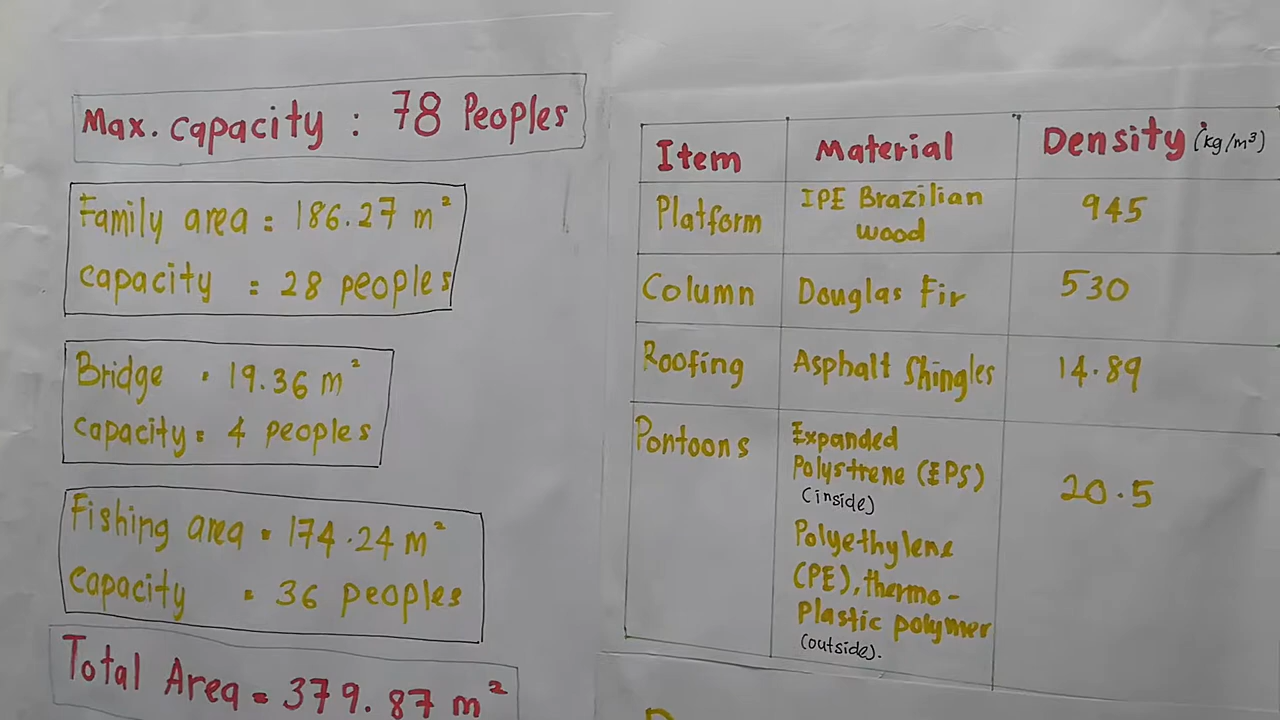 Max. capacity : 78 Peoples
Family area = 186.27 m²
capacity = 28 peoples
Bridge = 19.36 m²
capacity = 4 peoples
Fishing area = 174.24 m²
capacity = 36 peoples
Total Area = 379.87 m²
Item Material Density (kg/m³)
Platform IPE Brazilian
wood 945
Column Douglas Fir 530
Roofing Asphalt Shingles 14.89
Pontoons Expanded
Polystrene (EPS)
(inside) 20.5
Polyethylene
(PE), thermo-
Plastic polymer
(outside).